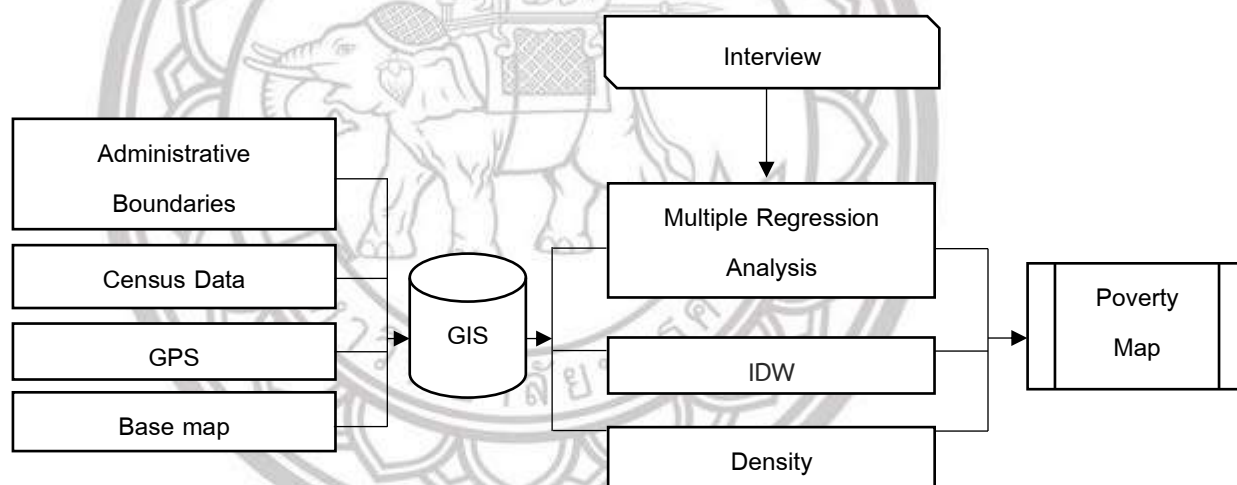 Interview
Administrative
Boundaries
Census Data
GPS
Base map
GIS
Multiple Regression
Analysis
IDW
Density
Poverty
Map